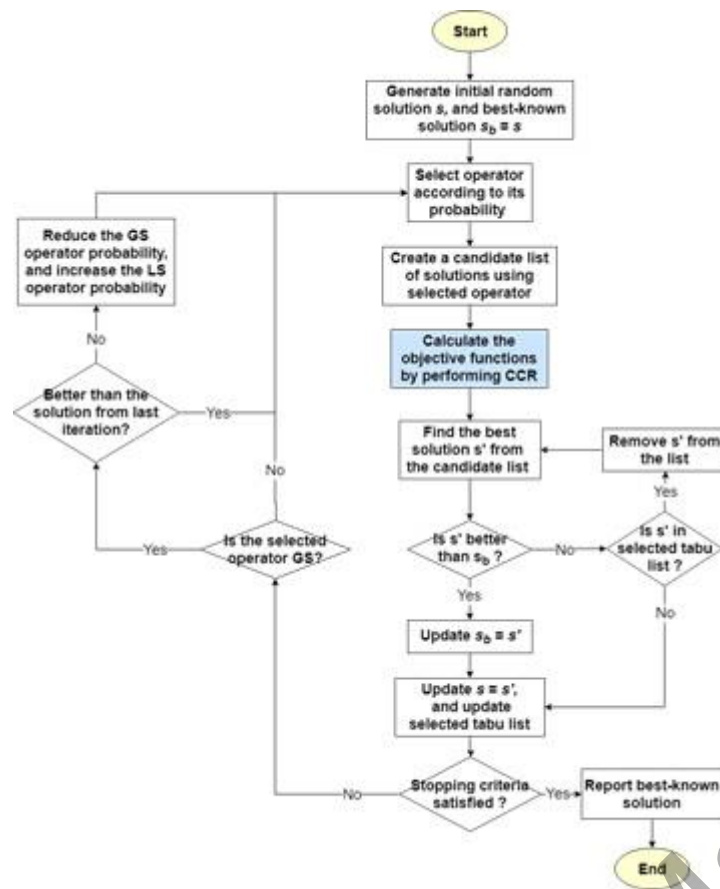 Start
Generate initial random
solution s, and best-known
solution s_b = s
Select operator
according to its
probability
Create a candidate list
of solutions using
selected operator
Calculate the
objective functions
by performing CCR
Find the best
solution s' from
the candidate list
Remove s' from
the list
Yes
Is s' in
selected tabu
list ?
No
Is s' better
than s_b ?
No
Yes
Update s_b = s'
Update s = s',
and update
selected tabu list
Stopping criteria
satisfied ?
Yes
Report best-known
solution
End
No
Is the selected
operator GS?
No
Yes
Better than the
solution from last
iteration?
Yes
No
Reduce the GS
operator probability,
and increase the LS
operator probability